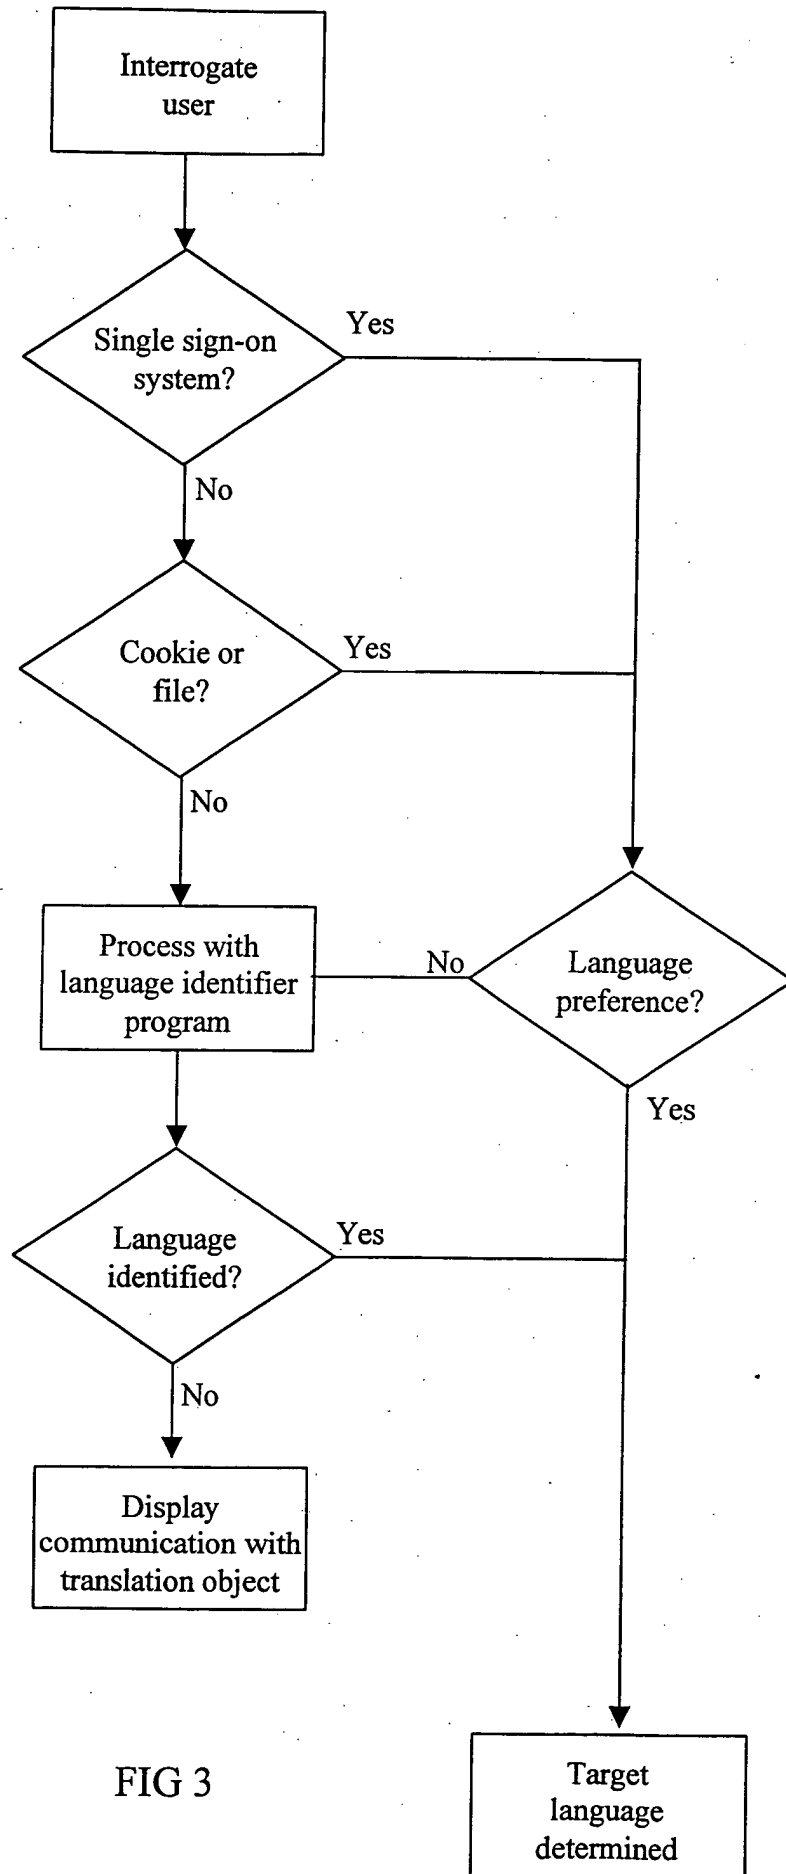 Interrogate
user
Single sign-on
system?
Yes
No
Cookie or
file?
Yes
No
Process with
language identifier
program
No
Language
preference?
Yes
Language
identified?
Yes
No
Display
communication with
translation object
FIG 3
Target
language
determined